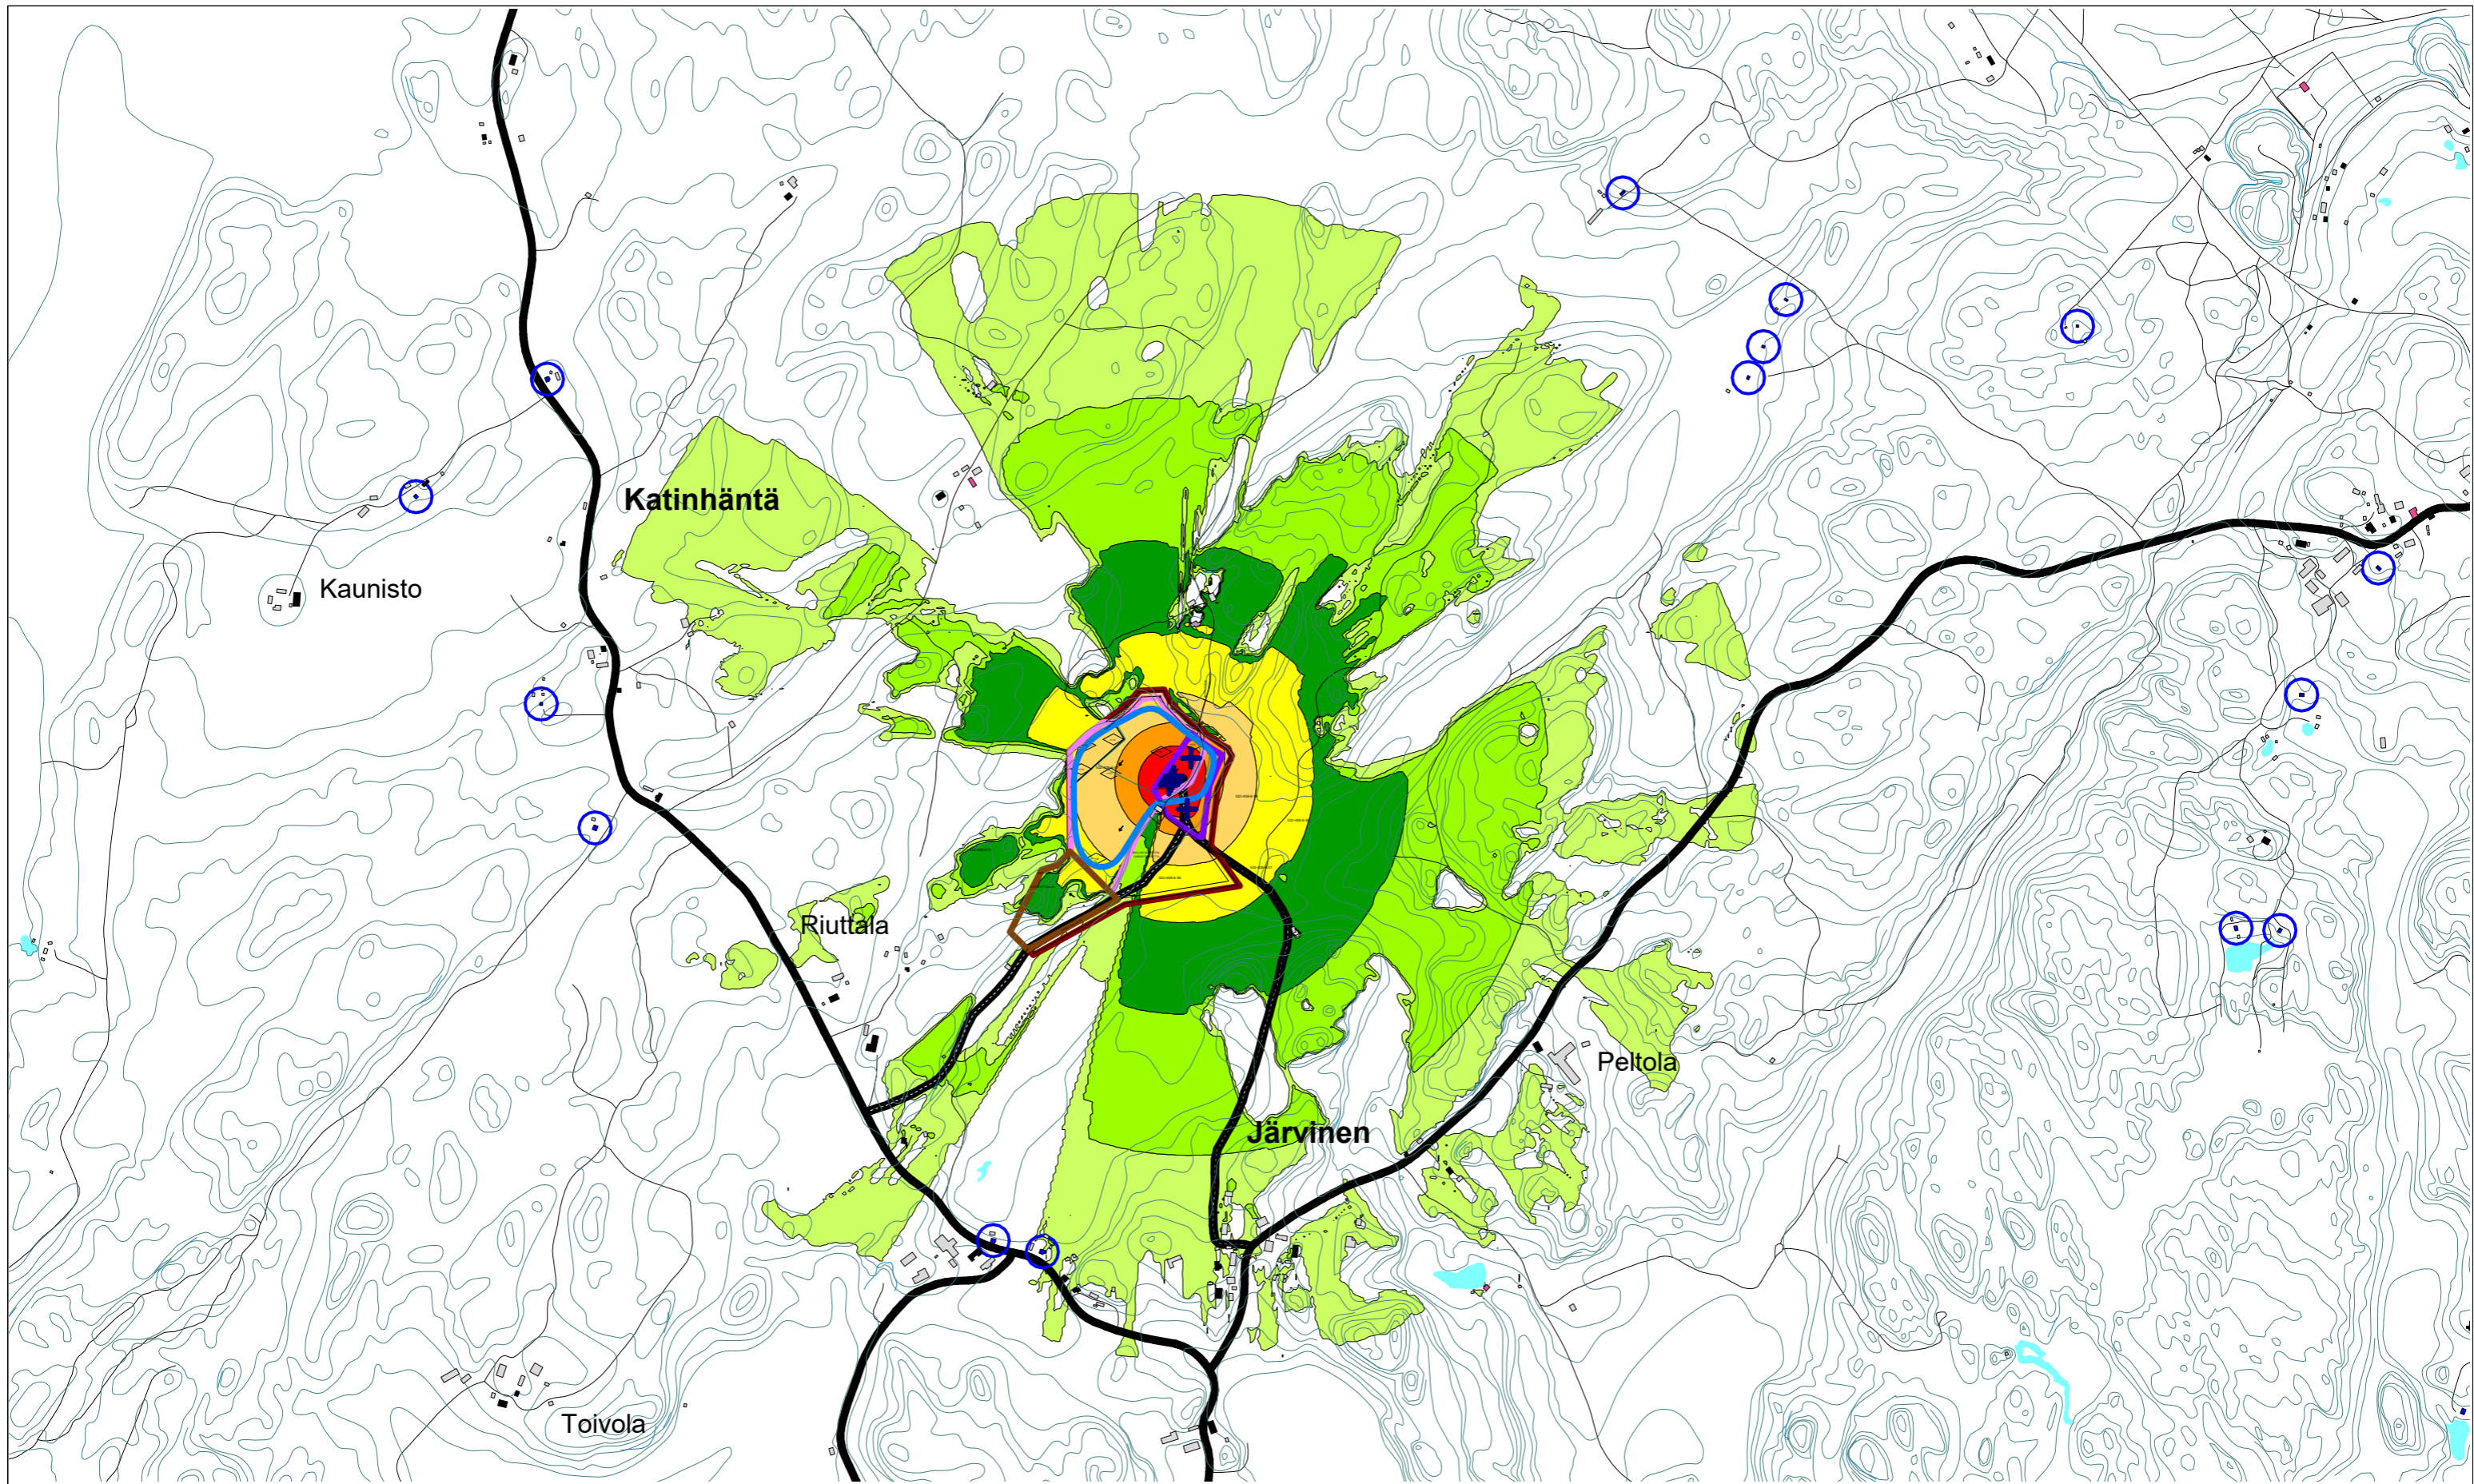 Katinhäntä
Kaunisto
Riuttala
Peltola
Järvinen
Toivola